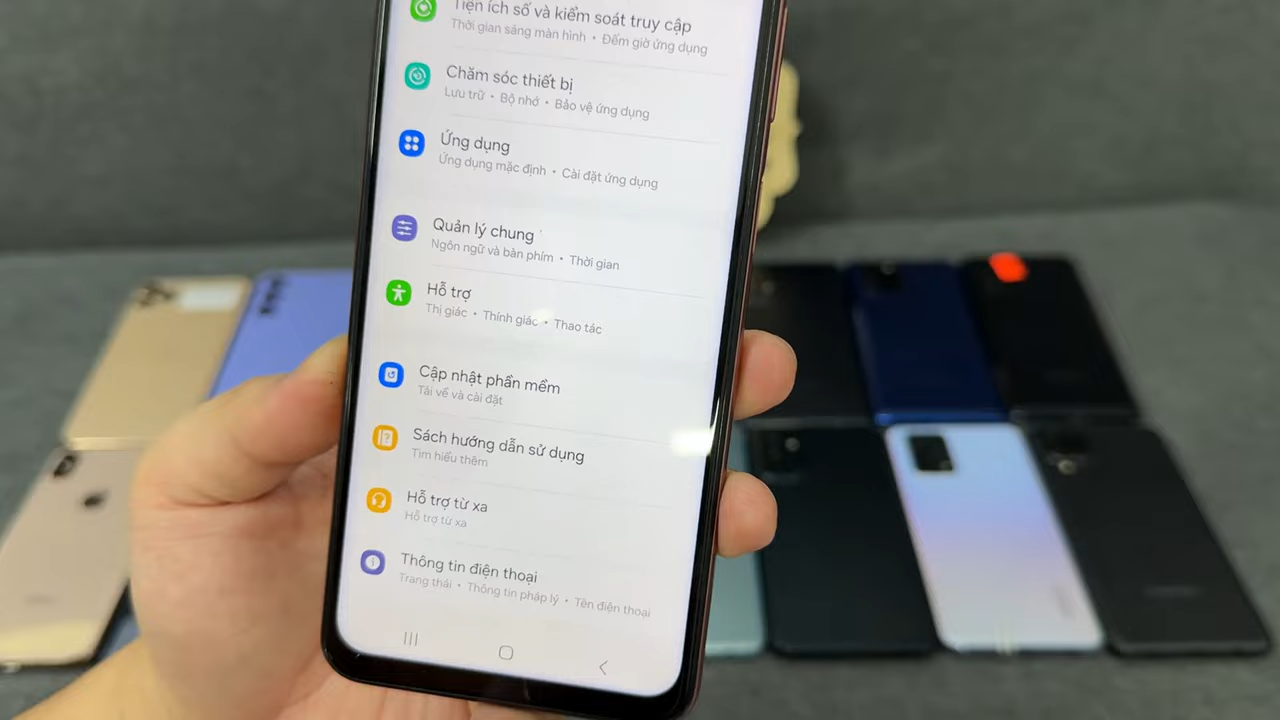 Tiện ích số và kiểm soát truy cập
Thời gian sáng màn hình • Đếm giờ ứng dụng
Chăm sóc thiết bị
Lưu trữ • Bộ nhớ • Bảo vệ ứng dụng
Ứng dụng
Ứng dụng mặc định • Cài đặt ứng dụng
Quản lý chung
Ngôn ngữ và bàn phím • Thời gian
Hỗ trợ
Thị giác • Thính giác • Thao tác
Cập nhật phần mềm
Tải về và cài đặt
Sách hướng dẫn sử dụng
Tìm hiểu thêm
Hỗ trợ từ xa
Hỗ trợ từ xa
Thông tin điện thoại
Trạng thái • Thông tin pháp lý • Tên điện thoại